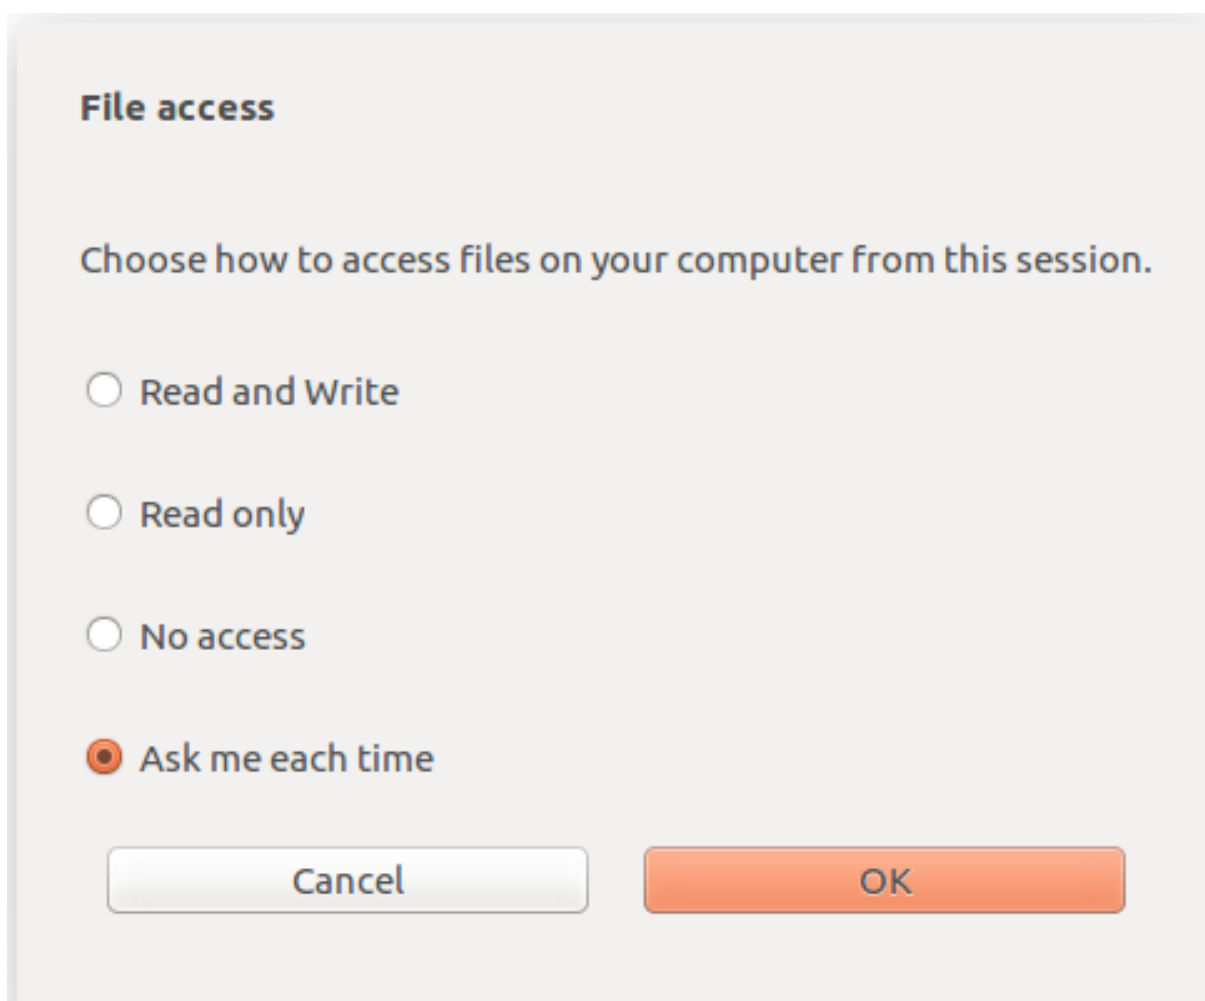 File access
Choose how to access files on your computer from this session.
Read and Write
Read only
No access
Ask me each time
Cancel
OK